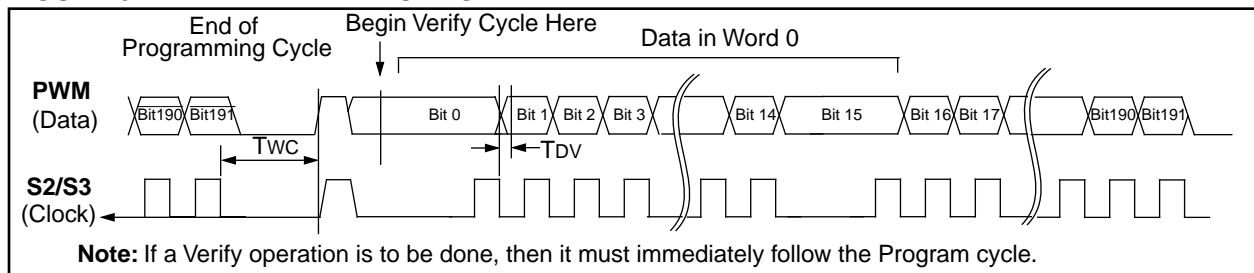 End of
Programming Cycle
Begin Verify Cycle Here
Data in Word 0
PWM
(Data)
Bit190
Bit191
Bit 0
Bit 1
Bit 2
Bit 3
Bit 14
Bit 15
Bit 16
Bit 17
Bit190
Bit191
TWC
TDV
S2/S3
(Clock)
Note: If a Verify operation is to be done, then it must immediately follow the Program cycle.